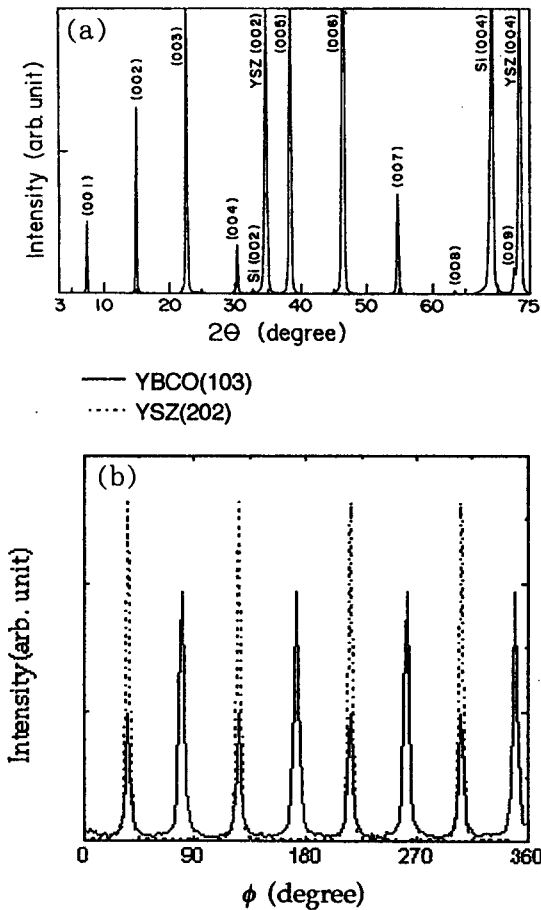 (a)
Intensity (arb. unit)
(001)
(002)
(003)
(004)
Si (002)
YSZ (002)
(005)
(006)
(007)
(008)
Si (004)
(009)
YSZ (004)
3 10 20 30 40 50 60 65 75
2Θ (degree)
YBCO(103)
YSZ(202)
(b)
Intensity(arb. unit)
0 90 180 270 360
ϕ (degree)